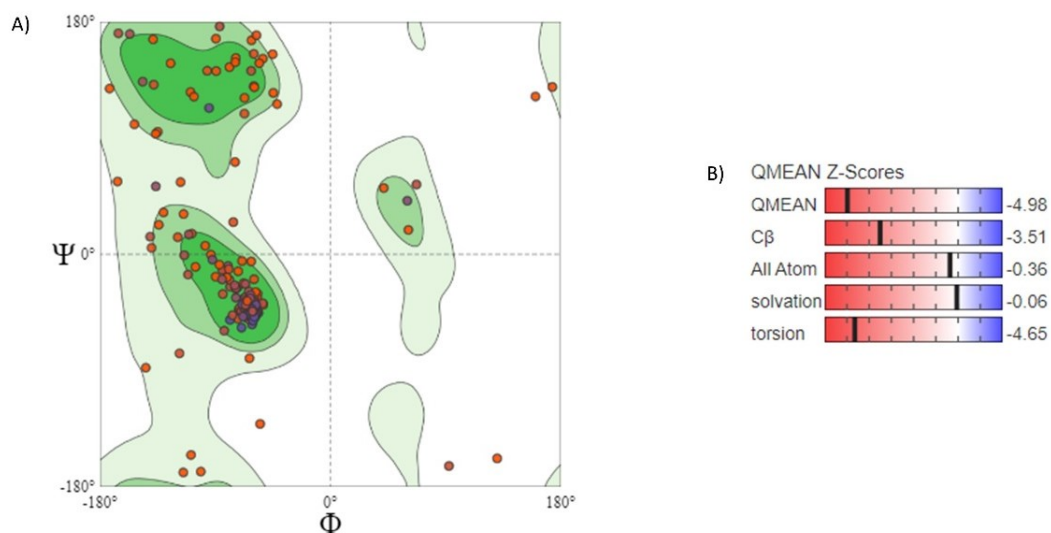 A)
180°
Ψ
0°
-180°
-180°
0°
180°
Φ
B)
QMEAN Z-Scores
QMEAN -4.98
Cβ -3.51
All Atom -0.36
solvation -0.06
torsion -4.65